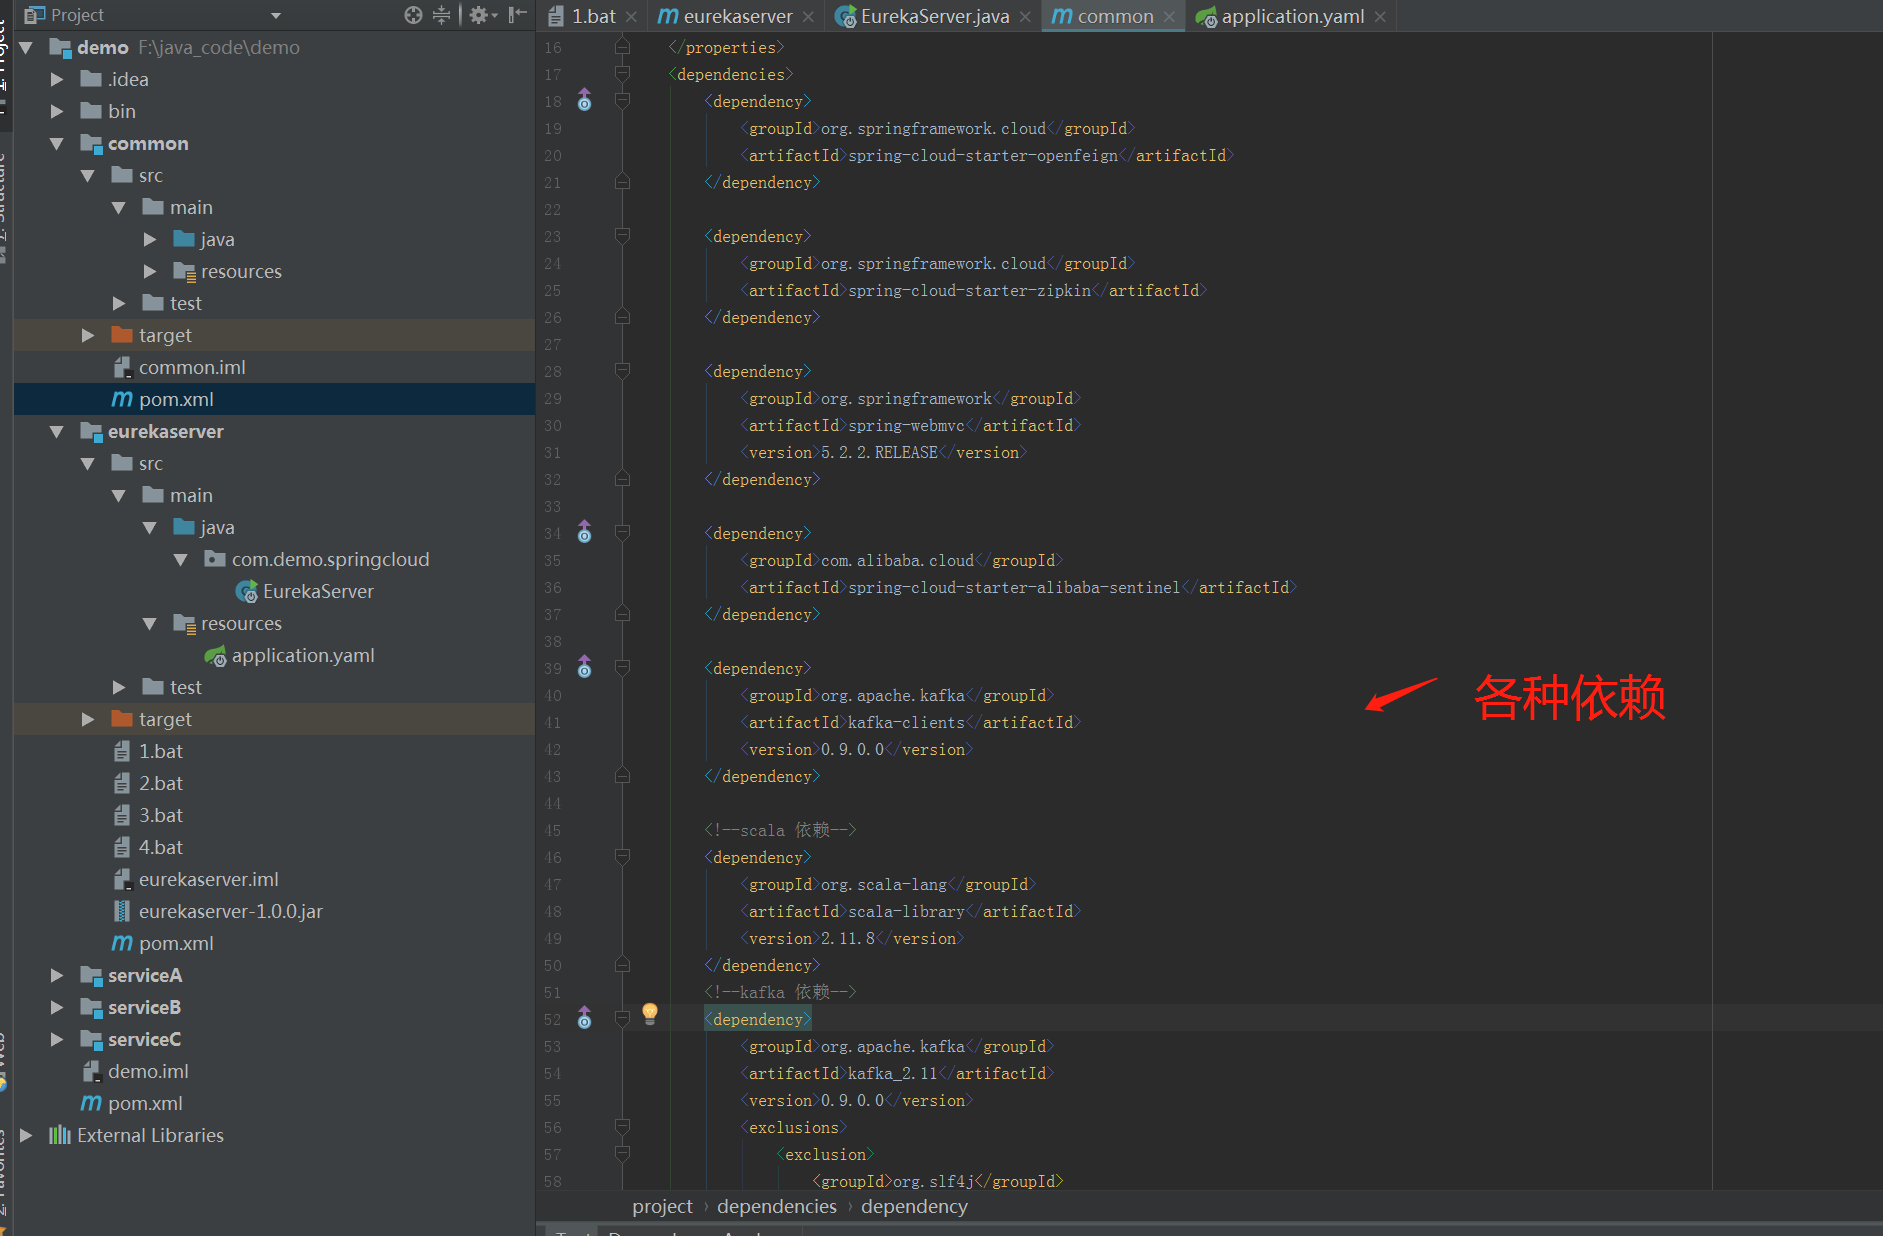 Project
1.bat
eurekaserver
EurekaServer.java
common
application.yaml
demo F:\java_code\demo
.idea
bin
common
src
main
java
resources
test
target
common.iml
pom.xml
eurekaserver
src
main
java
com.demo.springcloud
EurekaServer
resources
application.yaml
test
target
1.bat
2.bat
3.bat
4.bat
eurekaserver.iml
eurekaserver-1.0.0.jar
pom.xml
serviceA
serviceB
serviceC
demo.iml
pom.xml
External Libraries
16 </properties>
17 <dependencies>
18 <dependency>
19 <groupId>org.springframework.cloud</groupId>
20 <artifactId>spring-cloud-starter-openfeign</artifactId>
21 </dependency>
22
23 <dependency>
24 <groupId>org.springframework.cloud</groupId>
25 <artifactId>spring-cloud-starter-zipkin</artifactId>
26 </dependency>
27
28 <dependency>
29 <groupId>org.springframework</groupId>
30 <artifactId>spring-webmvc</artifactId>
31 <version>5.2.2.RELEASE</version>
32 </dependency>
33
34 <dependency>
35 <groupId>com.alibaba.cloud</groupId>
36 <artifactId>spring-cloud-starter-alibaba-sentinel</artifactId>
37 </dependency>
38
39 <dependency>
40 <groupId>org.apache.kafka</groupId>
41 <artifactId>kafka-clients</artifactId>
42 <version>0.9.0.0</version>
43 </dependency>
44
45 <!--scala 依赖-->
46 <dependency>
47 <groupId>org.scala-lang</groupId>
48 <artifactId>scala-library</artifactId>
49 <version>2.11.8</version>
50 </dependency>
51 <!--kafka 依赖-->
52 <dependency>
53 <groupId>org.apache.kafka</groupId>
54 <artifactId>kafka_2.11</artifactId>
55 <version>0.9.0.0</version>
56 <exclusions>
57 <exclusion>
58 <groupId>org.slf4j</groupId>
各种依赖
project › dependencies › dependency